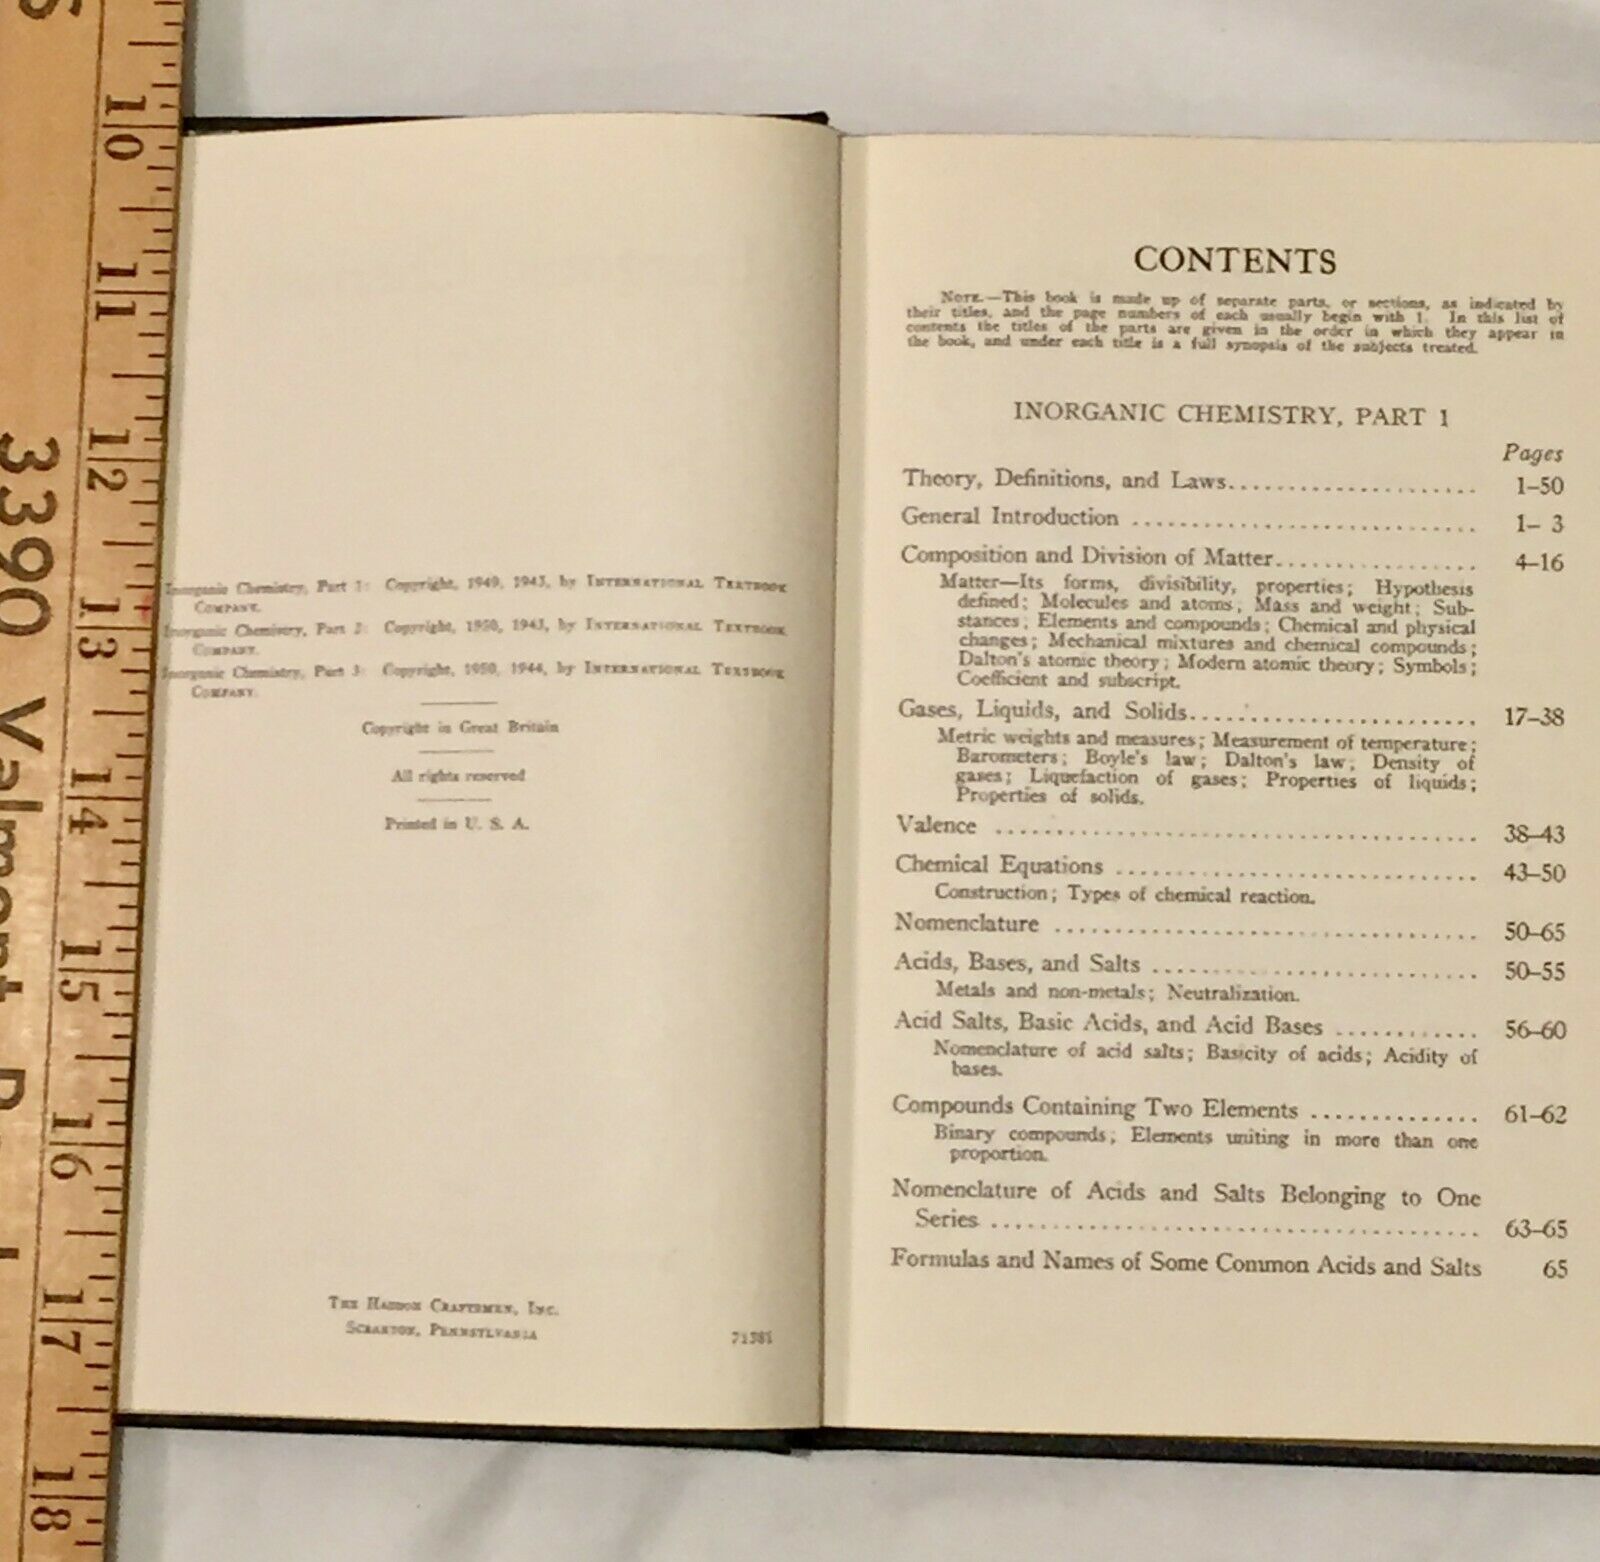 10
11
12
13
14
15
16
17
18
3390 Valmont
Inorganic Chemistry, Part 1: Copyright, 1949, 1943, by INTERNATIONAL TEXTBOOK
COMPANY.
Inorganic Chemistry, Part 2: Copyright, 1950, 1943, by INTERNATIONAL TEXTBOOK
COMPANY.
Inorganic Chemistry, Part 3: Copyright, 1950, 1944, by INTERNATIONAL TEXTBOOK
COMPANY.
Copyright in Great Britain
All rights reserved
Printed in U. S. A.
THE HADDON CRAFTSMEN, INC.
SCRANTON, PENNSYLVANIA
71381
CONTENTS
NOTE.—This book is made up of separate parts, or sections, as indicated by
their titles, and the page numbers of each usually begin with 1. In this list of
contents the titles of the parts are given in the order in which they appear in
the book, and under each title is a full synopsis of the subjects treated.
INORGANIC CHEMISTRY, PART 1
Pages
Theory, Definitions, and Laws...................... 1–50
General Introduction ............................. 1– 3
Composition and Division of Matter................. 4–16
Matter—Its forms, divisibility, properties; Hypothesis
defined; Molecules and atoms; Mass and weight; Sub-
stances; Elements and compounds; Chemical and physical
changes; Mechanical mixtures and chemical compounds;
Dalton's atomic theory; Modern atomic theory; Symbols;
Coefficient and subscript.
Gases, Liquids, and Solids........................ 17–38
Metric weights and measures; Measurement of temperature;
Barometers; Boyle's law; Dalton's law; Density of
gases; Liquefaction of gases; Properties of liquids;
Properties of solids.
Valence ......................................... 38–43
Chemical Equations .............................. 43–50
Construction; Types of chemical reaction.
Nomenclature ................................... 50–65
Acids, Bases, and Salts ........................... 50–55
Metals and non-metals; Neutralization.
Acid Salts, Basic Acids, and Acid Bases ............ 56–60
Nomenclature of acid salts; Basicity of acids; Acidity of
bases.
Compounds Containing Two Elements .............. 61–62
Binary compounds; Elements uniting in more than one
proportion.
Nomenclature of Acids and Salts Belonging to One
Series ........................................ 63–65
Formulas and Names of Some Common Acids and Salts 65